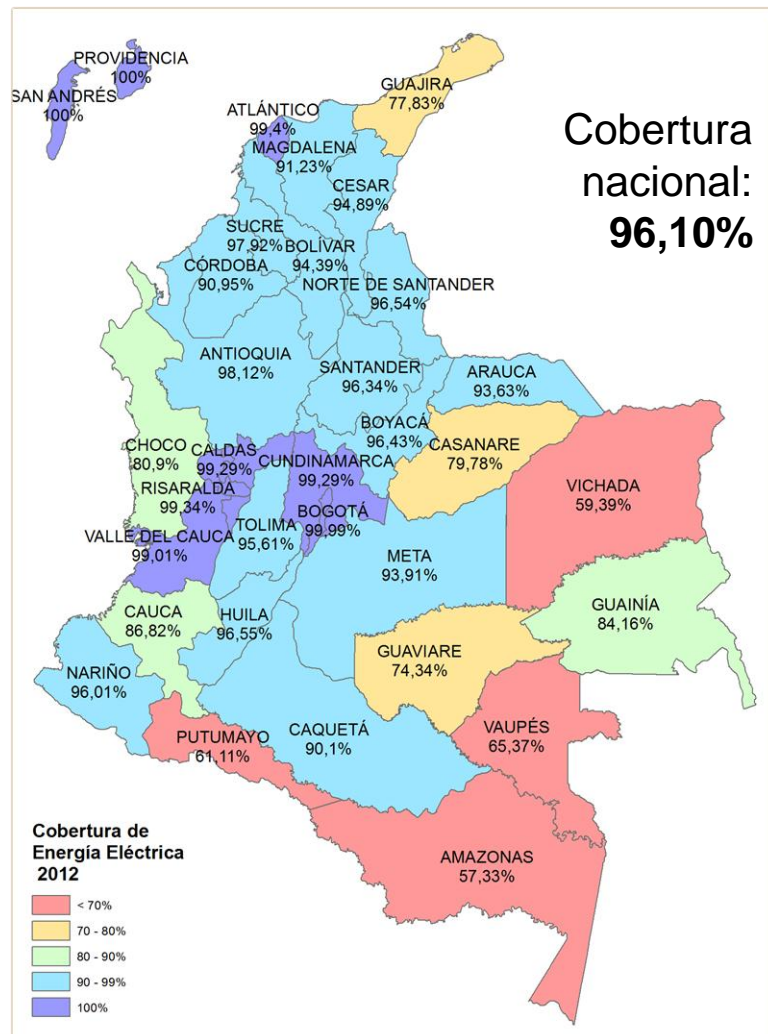 PROVIDENCIA
100%
SAN ANDRÉS
100%
GUAJIRA
77,83%
ATLÁNTICO
99,4%
MAGDALENA
91,23%
CESAR
94,89%
Cobertura
nacional:
96,10%
SUCRE
97,92%
BOLÍVAR
94,39%
CÓRDOBA
90,95%
NORTE DE SANTANDER
96,54%
ANTIOQUIA
98,12%
SANTANDER
96,34%
ARAUCA
93,63%
BOYACÁ
96,43%
CASANARE
79,78%
CHOCO
80,9%
CALDAS
99,29%
CUNDINAMARCA
99,29%
RISARALDA
99,34%
BOGOTÁ
99,99%
VICHADA
59,39%
VALLE DEL CAUCA
99,01%
TOLIMA
95,61%
META
93,91%
CAUCA
86,82%
HUILA
96,55%
GUAINÍA
84,16%
GUAVIARE
74,34%
NARIÑO
96,01%
PUTUMAYO
61,11%
CAQUETÁ
90,1%
VAUPÉS
65,37%
AMAZONAS
57,33%
Cobertura de
Energía Eléctrica
2012
< 70%
70 - 80%
80 - 90%
90 - 99%
100%